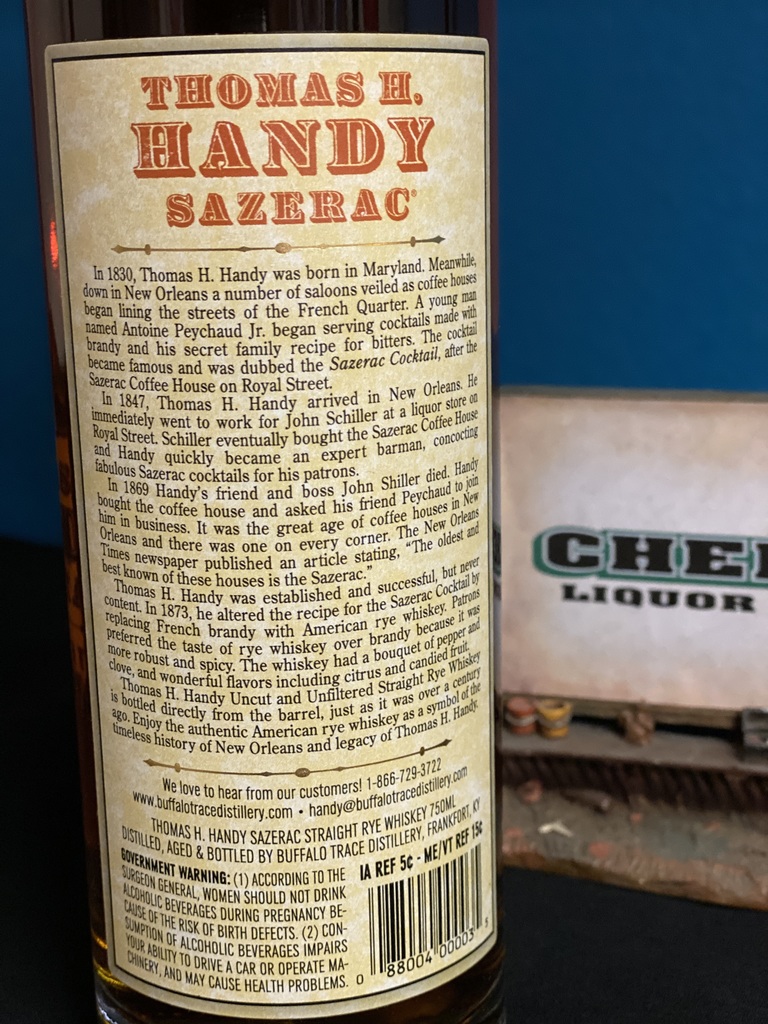 THOMAS H.
HANDY
SAZERAC®
In 1830, Thomas H. Handy was born in Maryland. Meanwhile,
down in New Orleans a number of saloons veiled as coffee houses
began lining the streets of the French Quarter. A young man
named Antoine Peychaud Jr. began serving cocktails made with
brandy and his secret family recipe for bitters. The cocktail
became famous and was dubbed the Sazerac Cocktail, after the
Sazerac Coffee House on Royal Street.
In 1847, Thomas H. Handy arrived in New Orleans. He
immediately went to work for John Schiller at a liquor store on
Royal Street. Schiller eventually bought the Sazerac Coffee House
and Handy quickly became an expert barman, concocting
fabulous Sazerac cocktails for his patrons.
In 1869 Handy's friend and boss John Shiller died. Handy
bought the coffee house and asked his friend Peychaud to join
him in business. It was the great age of coffee houses in New
Orleans and there was one on every corner. The New Orleans
Times newspaper published an article stating, "The oldest and
best known of these houses is the Sazerac."
Thomas H. Handy was established and successful, but never
content. In 1873, he altered the recipe for the Sazerac Cocktail by
replacing French brandy with American rye whiskey. Patrons
preferred the taste of rye whiskey over brandy because it was
more robust and spicy. The whiskey had a bouquet of pepper and
clove, and wonderful flavors including citrus and candied fruit.
Thomas H. Handy Uncut and Unfiltered Straight Rye Whiskey
is bottled directly from the barrel, just as it was over a century
ago. Enjoy the authentic American rye whiskey as a symbol of the
timeless history of New Orleans and legacy of Thomas H. Handy.
We love to hear from our customers! 1-866-729-3722
www.buffalotracedistillery.com • handy@buffalotracedistillery.com
THOMAS H. HANDY SAZERAC STRAIGHT RYE WHISKEY 750ML
DISTILLED, AGED & BOTTLED BY BUFFALO TRACE DISTILLERY, FRANKFORT, KY
GOVERNMENT WARNING: (1) ACCORDING TO THE
SURGEON GENERAL, WOMEN SHOULD NOT DRINK
ALCOHOLIC BEVERAGES DURING PREGNANCY BE-
CAUSE OF THE RISK OF BIRTH DEFECTS. (2) CON-
SUMPTION OF ALCOHOLIC BEVERAGES IMPAIRS
YOUR ABILITY TO DRIVE A CAR OR OPERATE MA-
CHINERY, AND MAY CAUSE HEALTH PROBLEMS.
IA REF 5¢ - ME/VT REF 15¢
0 88004 00003 5
LIQUOR